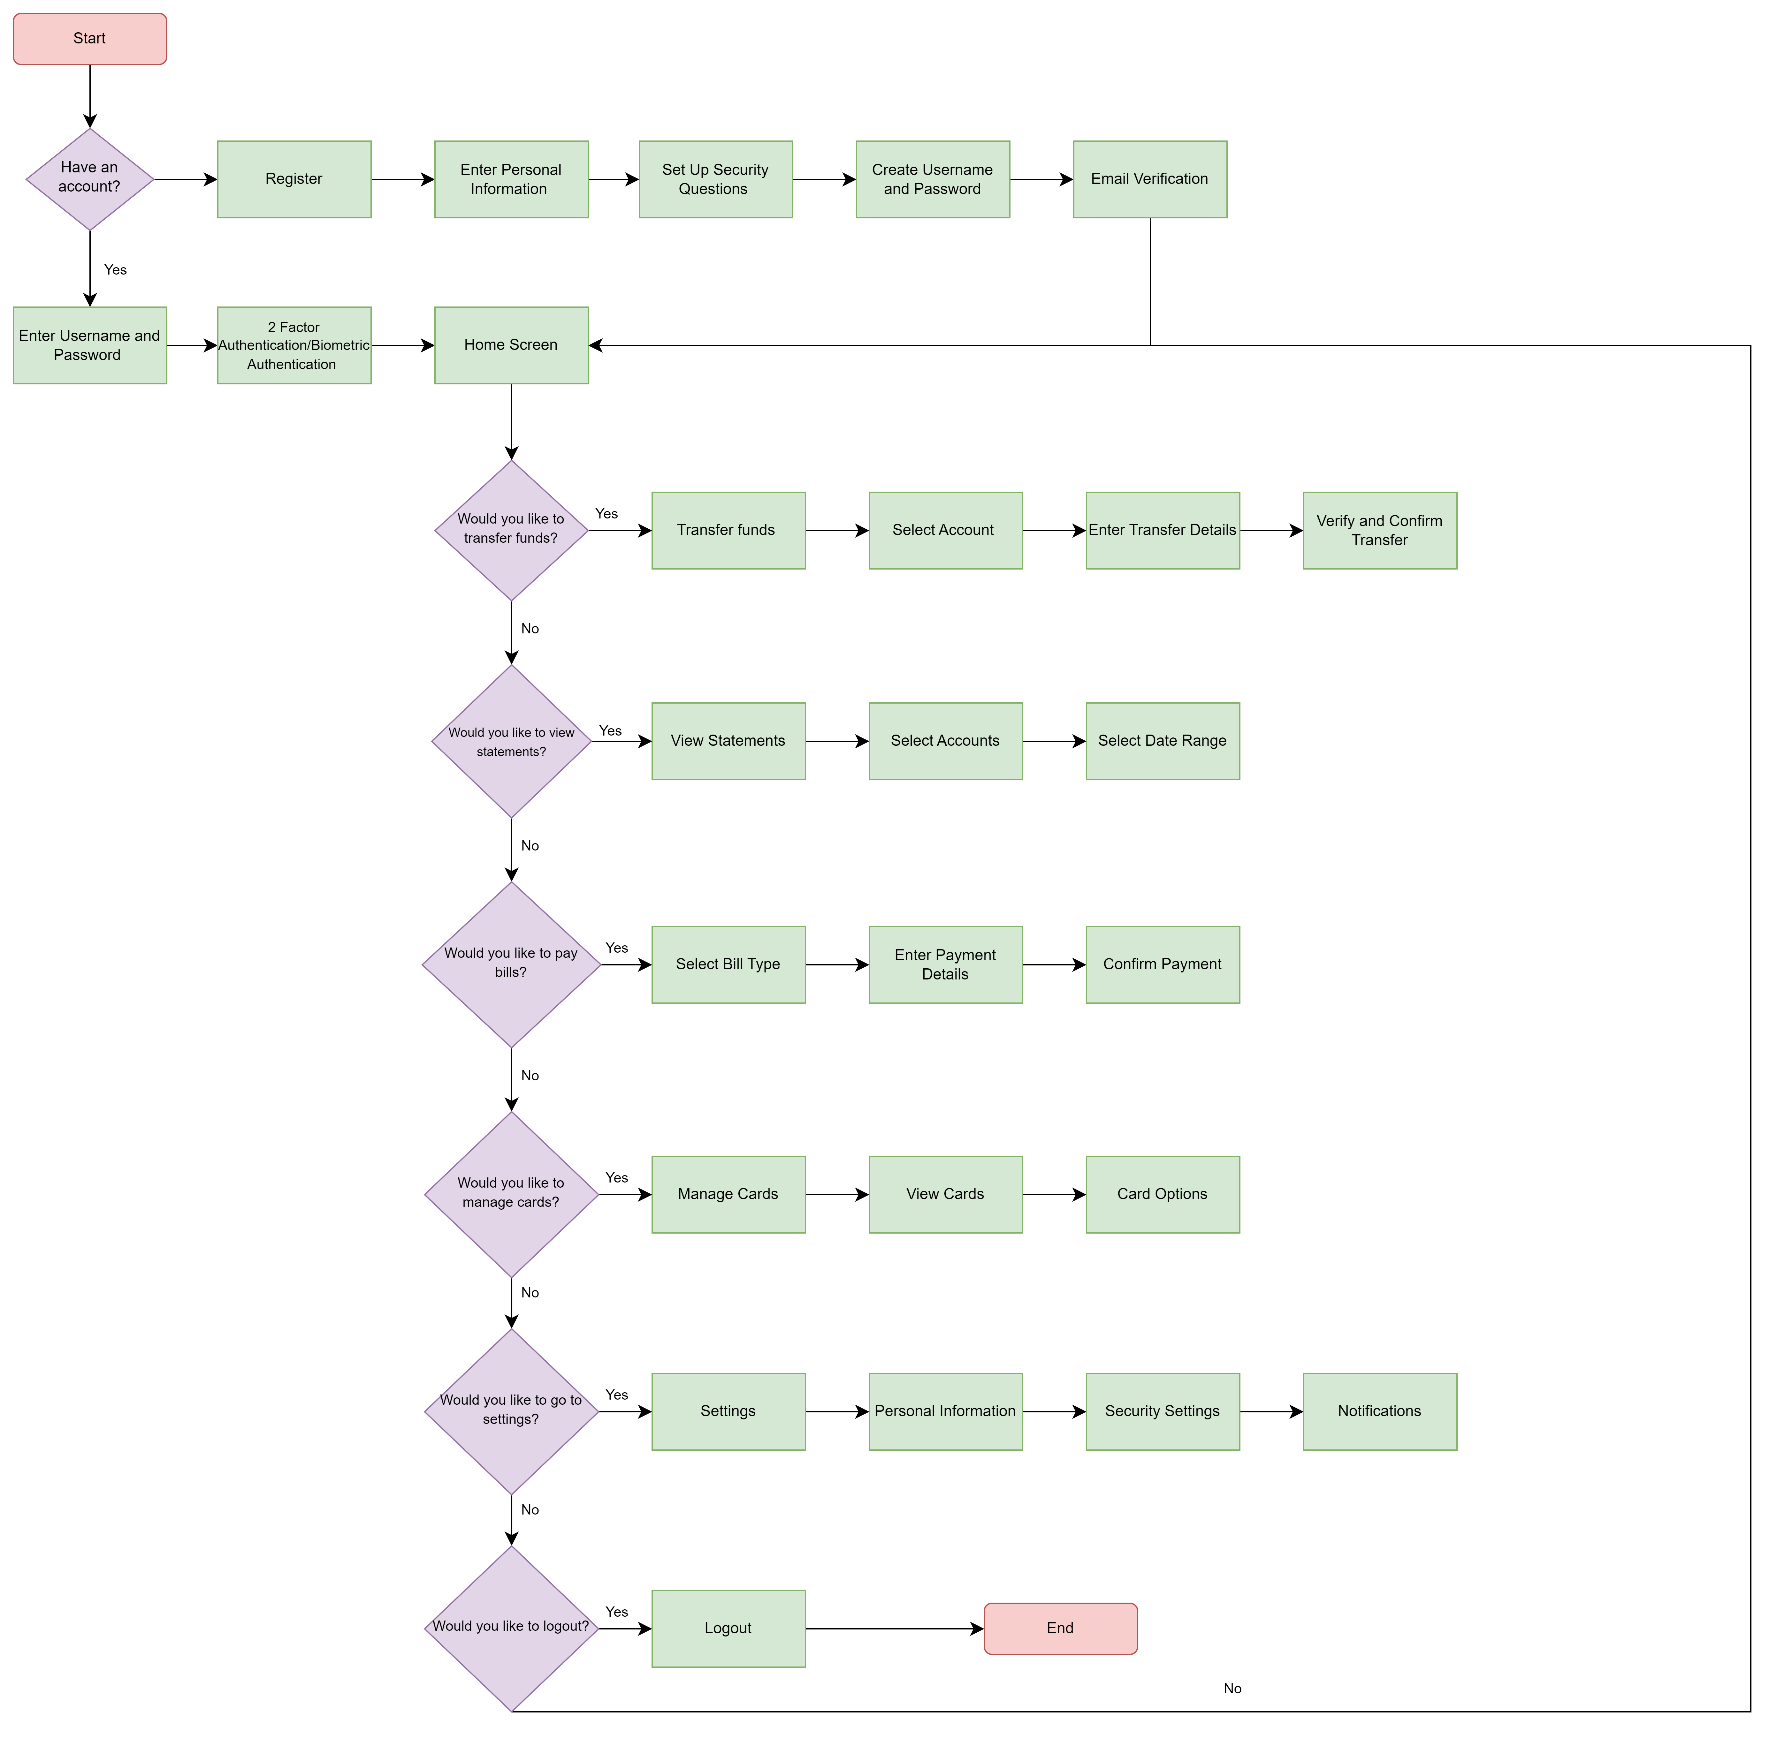 Start
Have an
account?
Register
Enter Personal
Information
Set Up Security
Questions
Create Username
and Password
Email Verification
Yes
Enter Username and
Password
2 Factor
Authentication/Biometric
Authentication
Home Screen
Would you like to
transfer funds?
Yes
Transfer funds
Select Account
Enter Transfer Details
Verify and Confirm
Transfer
No
Would you like to view
statements?
Yes
View Statements
Select Accounts
Select Date Range
No
Would you like to pay
bills?
Yes
Select Bill Type
Enter Payment
Details
Confirm Payment
No
Would you like to
manage cards?
Yes
Manage Cards
View Cards
Card Options
No
Would you like to go to
settings?
Yes
Settings
Personal Information
Security Settings
Notifications
No
Would you like to logout?
Yes
Logout
End
No